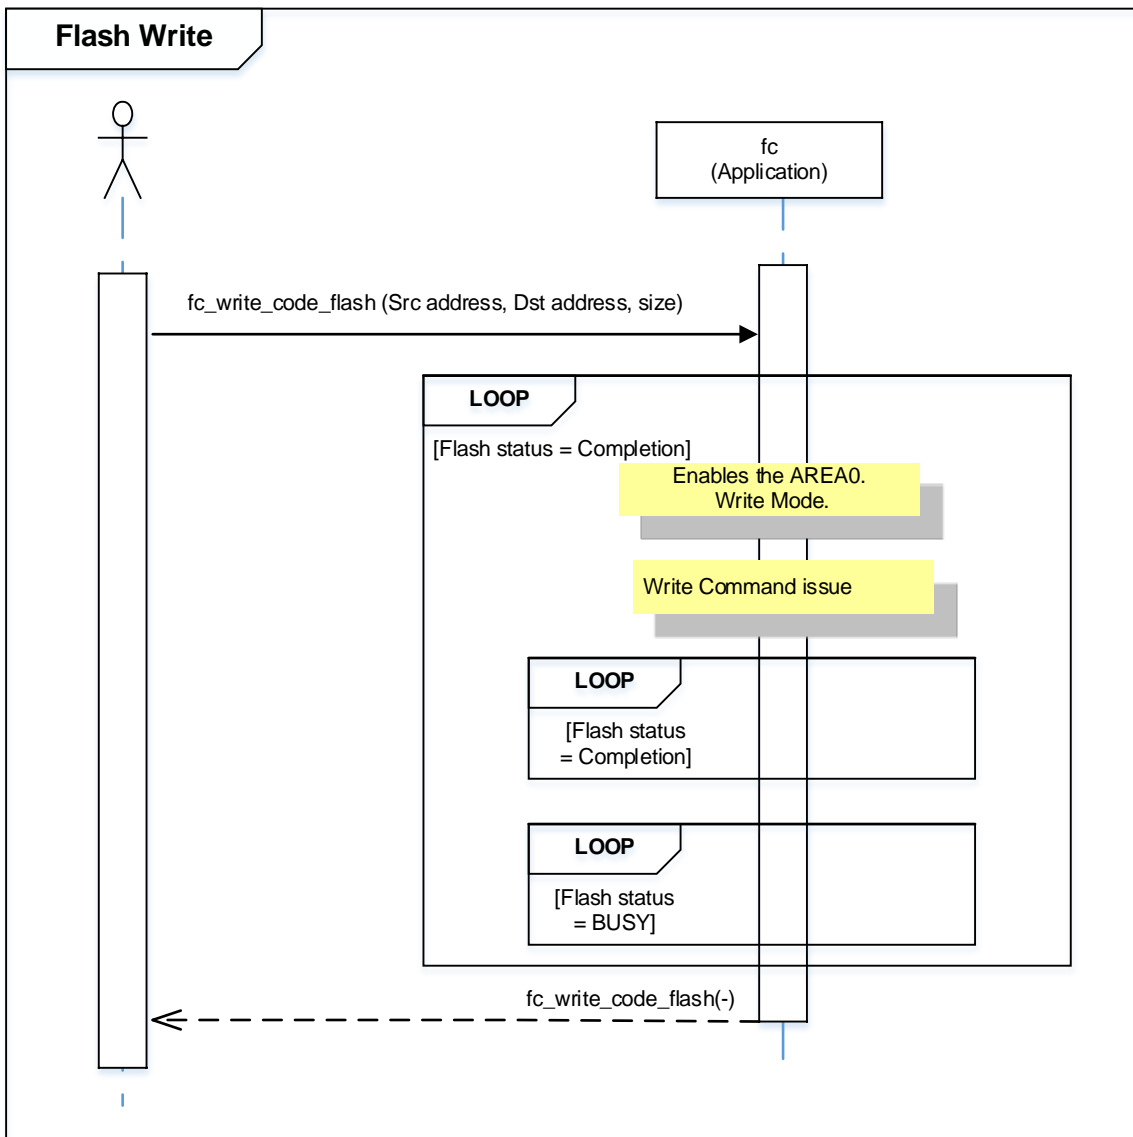 Flash Write
fc
(Application)
fc_write_code_flash (Src address, Dst address, size)
LOOP
[Flash status = Completion]
Enables the AREA0.
Write Mode.
Write Command issue
LOOP
[Flash status
= Completion]
LOOP
[Flash status
= BUSY]
fc_write_code_flash(-)